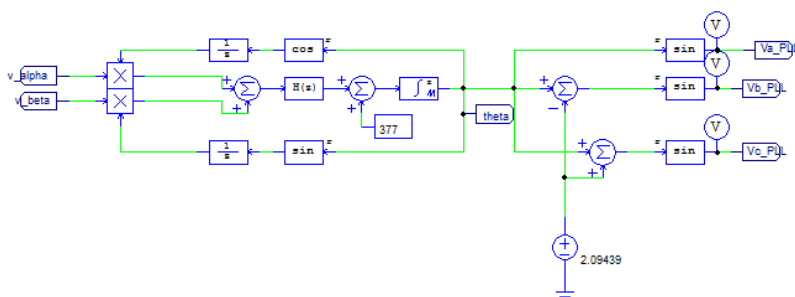 V
1
z
z
cos
z
sin
Va_PLL
V
v_alpha
H(z)
z
sin
Vb_PLL
v_beta
theta
377
V
1
z
z
sin
z
sin
Vc_PLL
2.09439